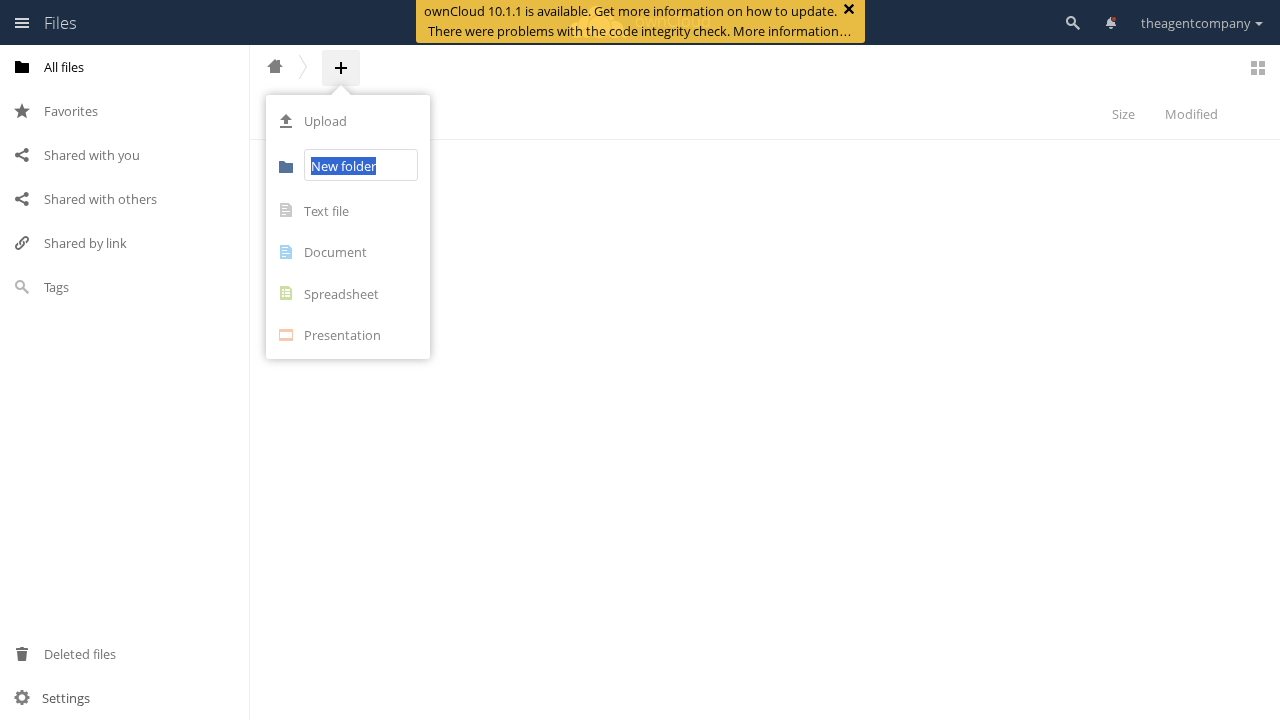 Files
ownCloud 10.1.1 is available. Get more information on how to update.
There were problems with the code integrity check. More information…
theagentcompany
All files
Favorites
Shared with you
Shared with others
Shared by link
Tags
Deleted files
Settings
Upload
New folder
Text file
Document
Spreadsheet
Presentation
Size
Modified